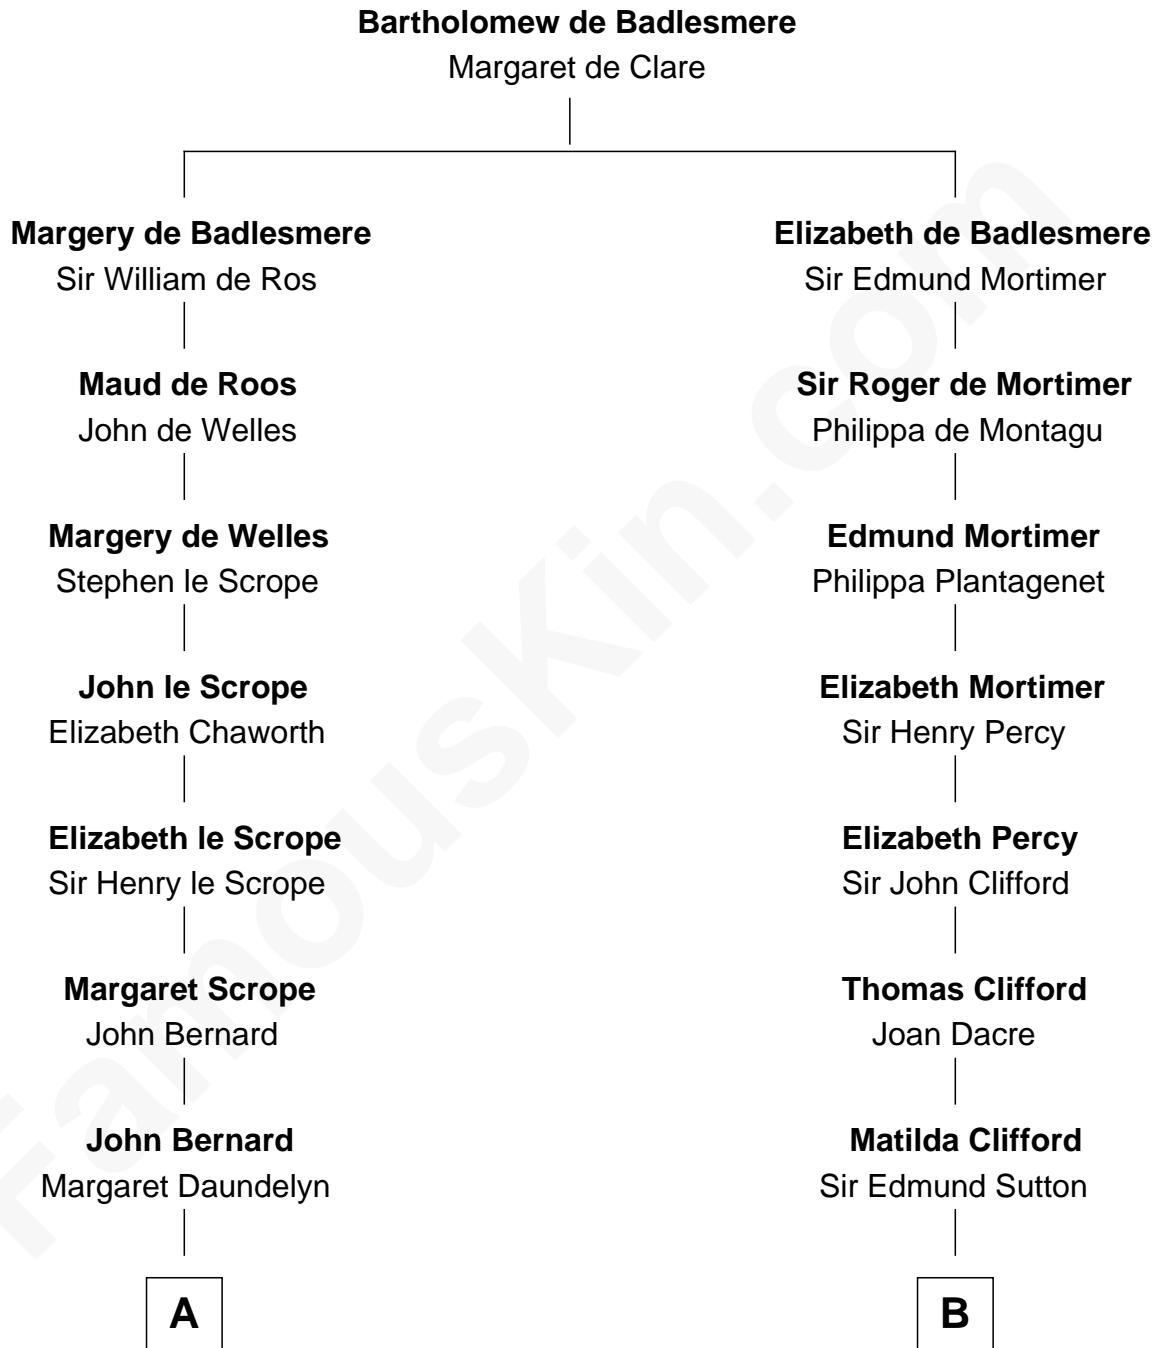 Bartholomew de Badlesmere
Margaret de Clare
Margery de Badlesmere
Sir William de Ros
Elizabeth de Badlesmere
Sir Edmund Mortimer
Maud de Roos
John de Welles
Sir Roger de Mortimer
Philippa de Montagu
Margery de Welles
Stephen le Scrope
Edmund Mortimer
Philippa Plantagenet
John le Scrope
Elizabeth Chaworth
Elizabeth Mortimer
Sir Henry Percy
Elizabeth le Scrope
Sir Henry le Scrope
Elizabeth Percy
Sir John Clifford
Margaret Scrope
John Bernard
Thomas Clifford
Joan Dacre
John Bernard
Margaret Daundelyn
Matilda Clifford
Sir Edmund Sutton
A
B
FamousKin.com